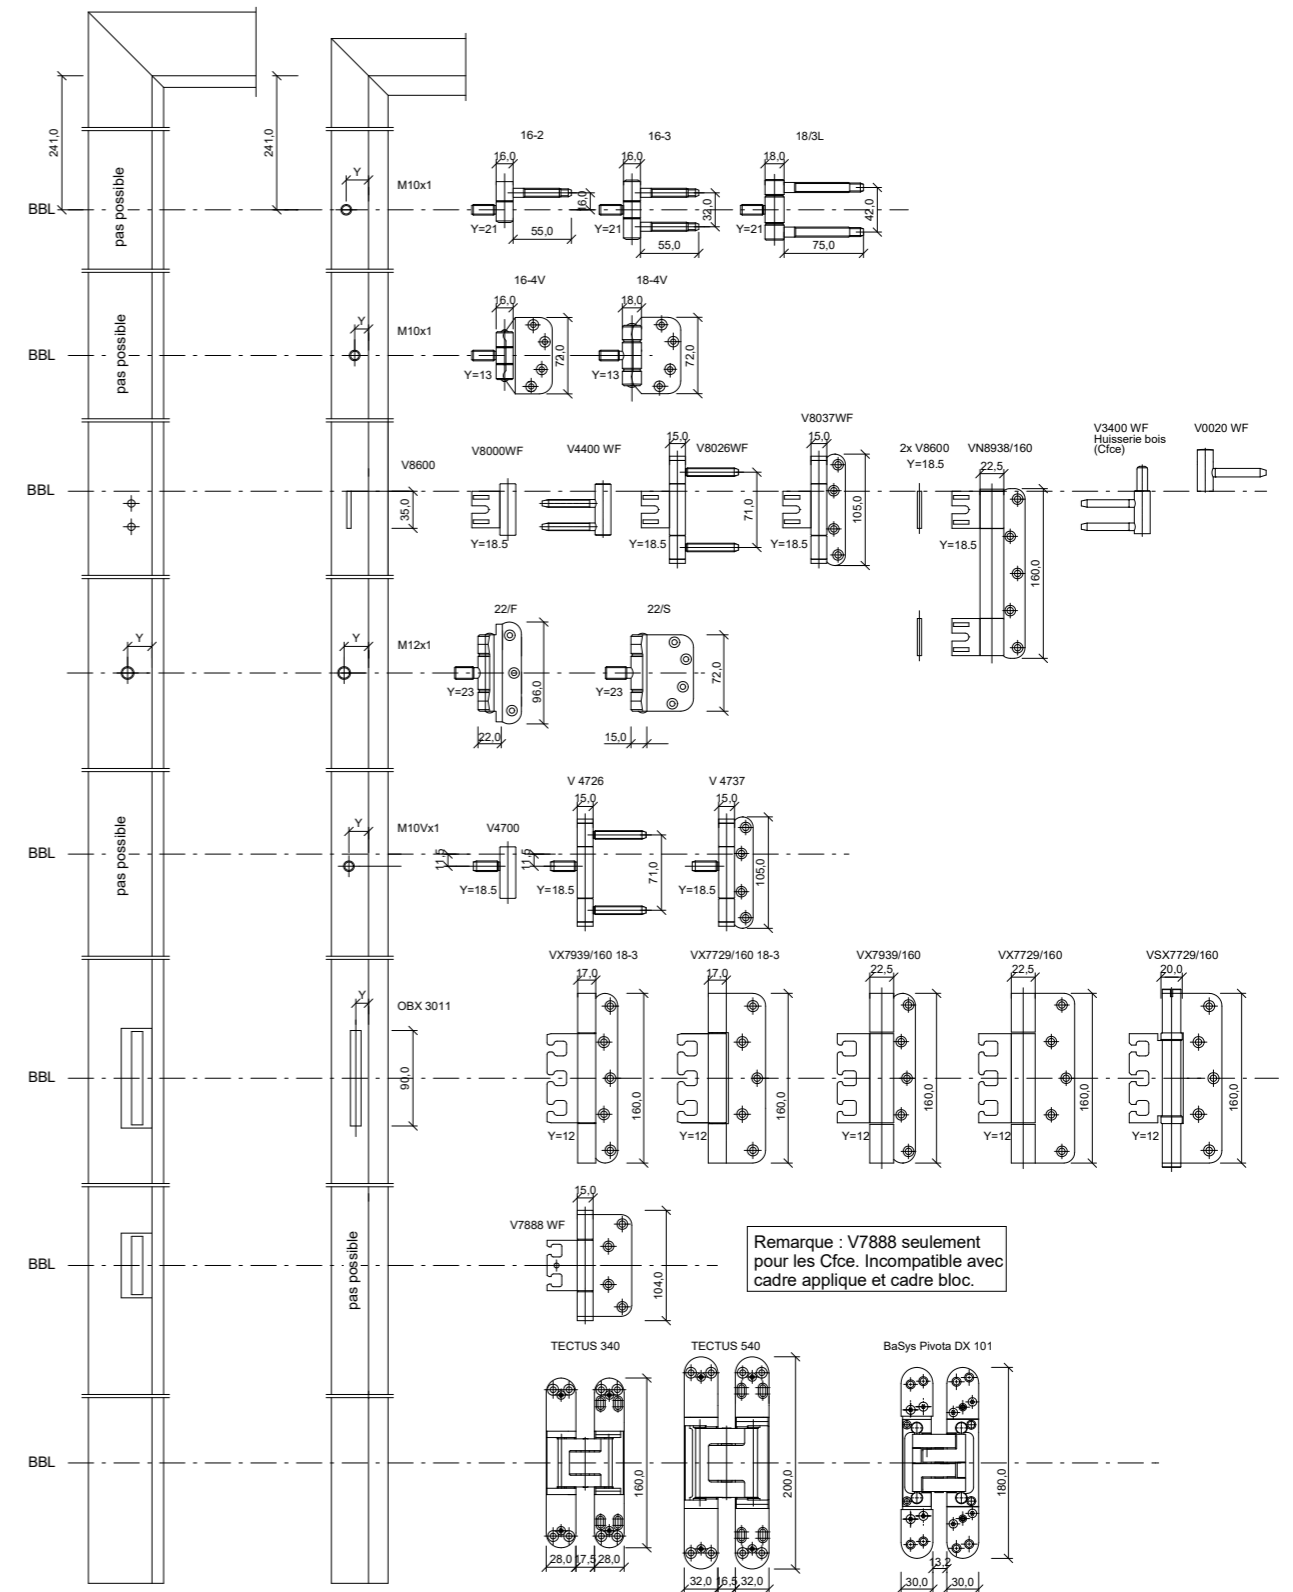 241,0
241,0
16-2
16-3
18/3L
16,0
16,0
18,0
pas possible
Y
M10x1
BBL
16,0
32,0
42,0
Y=21
Y=21
Y=21
55,0
55,0
75,0
16-4V
18-4V
16,0
18,0
pas possible
Y
M10x1
BBL
72,0
72,0
Y=13
Y=13
V8037WF
V3400 WF
Huisserie bois
(Cfce)
V0020 WF
15,0
15,0
V8600
V8000WF
V4400 WF
V8026WF
2x V8600
Y=18.5
VN8938/160
22,5
BBL
35,0
71,0
105,0
Y=18.5
Y=18.5
Y=18.5
Y=18.5
160,0
22/F
22/S
Y
Y
M12x1
96,0
72,0
Y=23
Y=23
22,0
15,0
V 4726
V 4737
15,0
15,0
pas possible
Y
M10Vx1
V4700
BBL
11,5
11,5
71,0
105,0
Y=18.5
Y=18.5
Y=18.5
VX7939/160 18-3
VX7729/160 18-3
VX7939/160
VX7729/160
VSX7729/160
17,0
17,0
22,5
22,5
20,0
Y
OBX 3011
BBL
90,0
160,0
160,0
160,0
160,0
160,0
Y=12
Y=12
Y=12
Y=12
Y=12
15,0
V7888 WF
BBL
pas possible
104,0
Remarque : V7888 seulement
pour les Cfce. Incompatible avec
cadre applique et cadre bloc.
TECTUS 340
TECTUS 540
BaSys Pivota DX 101
BBL
160,0
200,0
180,0
28,0
17,5
28,0
32,0
16,5
32,0
13,2
30,0
30,0